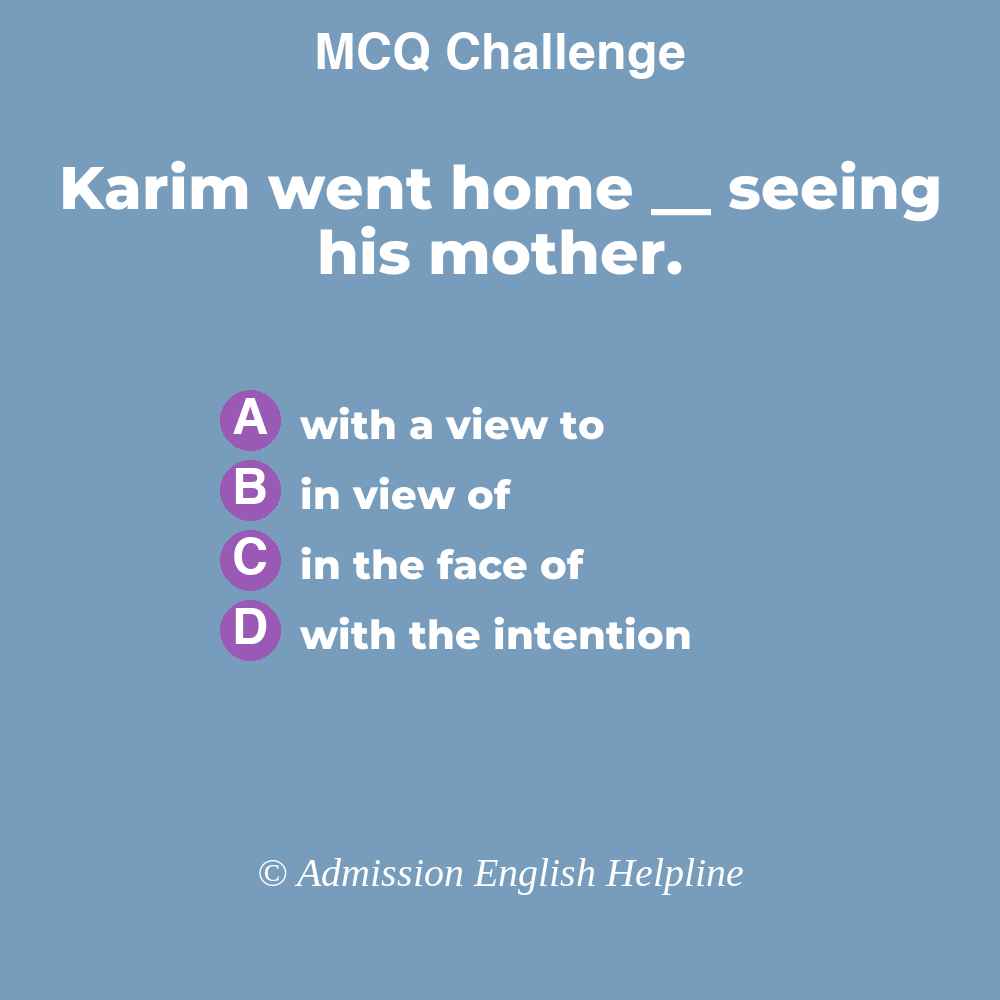 MCQ Challenge
Karim went home __ seeing
his mother.
A with a view to
B in view of
C in the face of
D with the intention
© Admission English Helpline